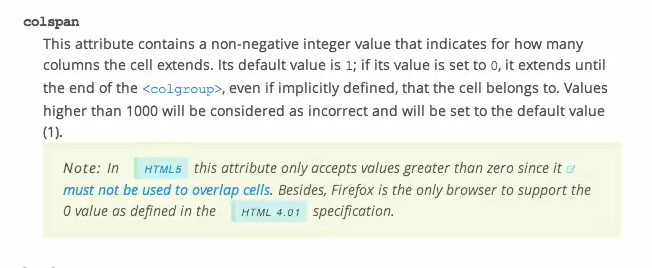 colspan
This attribute contains a non-negative integer value that indicates for how many
columns the cell extends. Its default value is 1; if its value is set to 0, it extends until
the end of the <colgroup>, even if implicitly defined, that the cell belongs to. Values
higher than 1000 will be considered as incorrect and will be set to the default value
(1).
Note: In HTML5 this attribute only accepts values greater than zero since it
must not be used to overlap cells. Besides, Firefox is the only browser to support the
0 value as defined in the HTML 4.01 specification.